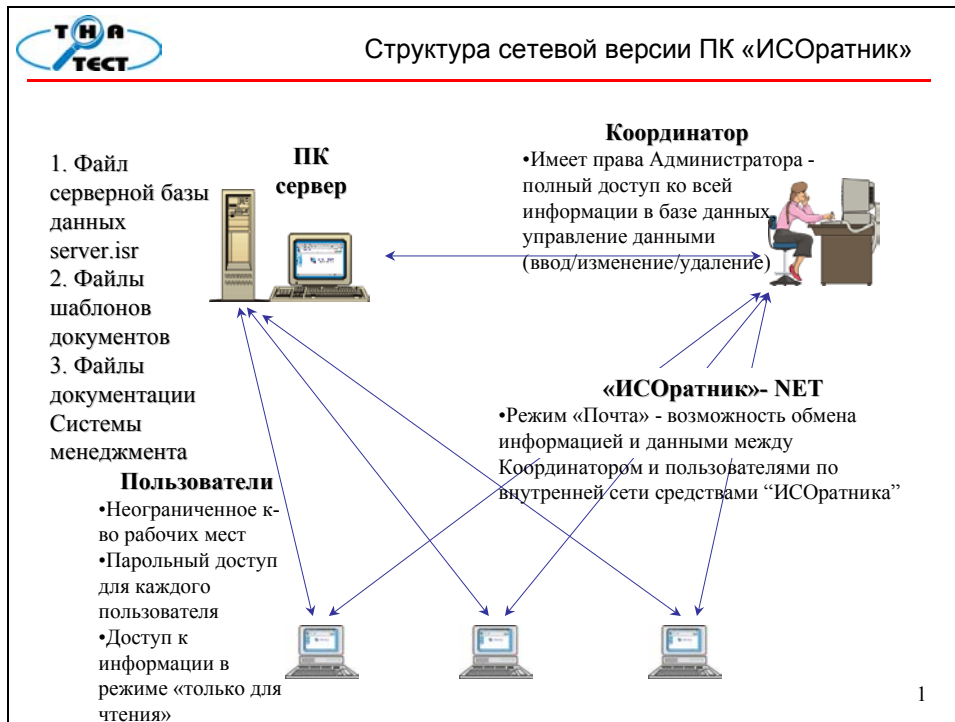 ТНА
ТЕСТ
Структура сетевой версии ПК «ИСОратник»
1. Файл
серверной базы
данных
server.isr
2. Файлы
шаблонов
документов
3. Файлы
документации
Системы
менеджмента
ПК
сервер
Координатор
•Имеет права Администратора -
полный доступ ко всей
информации в базе данных
управление данными
(ввод/изменение/удаление)
«ИСОратник»- NET
•Режим «Почта» - возможность обмена
информацией и данными между
Координатором и пользователями по
внутренней сети средствами “ИСОратника”
Пользователи
•Неограниченное к-
во рабочих мест
•Парольный доступ
для каждого
пользователя
•Доступ к
информации в
режиме «только для
чтения»
1